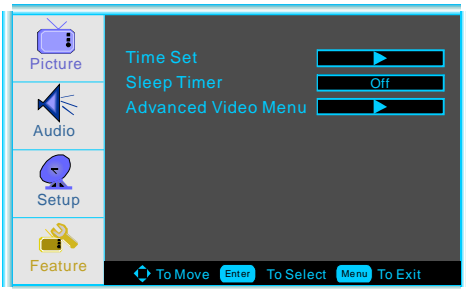 Picture
Audio
Setup
Feature
Time Set
Sleep Timer Off
Advanced Video Menu
To Move Enter To Select Menu To Exit